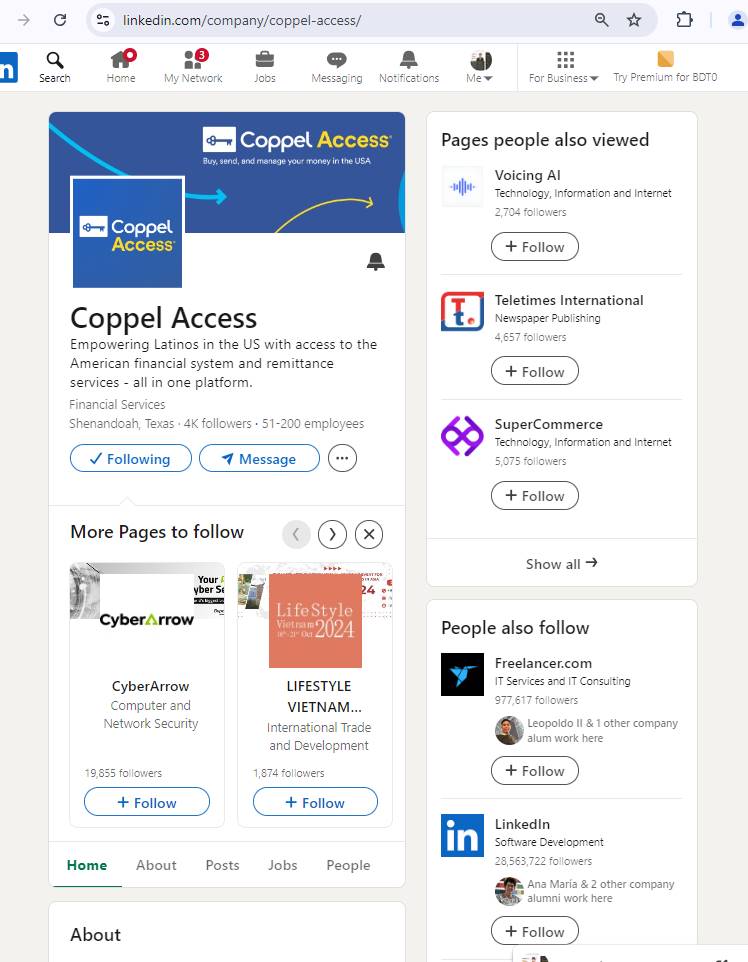 linkedin.com/company/coppel-access/
in
Search
Home
3
My Network
Jobs
Messaging
Notifications
Me
For Business
Try Premium for BDT0
Coppel Access
Buy, send, and manage your money in the USA
Coppel
Access
Coppel Access
Empowering Latinos in the US with access to the
American financial system and remittance
services - all in one platform.
Financial Services
Shenandoah, Texas · 4K followers · 51-200 employees
Following
Message
More Pages to follow
CyberArrow
CyberArrow
Computer and
Network Security
19,855 followers
+ Follow
LifeStyle
Vietnam 2024
16th - 21st Oct
LIFESTYLE
VIETNAM...
International Trade
and Development
1,874 followers
+ Follow
Home
About
Posts
Jobs
People
About
Pages people also viewed
Voicing AI
Technology, Information and Internet
2,704 followers
+ Follow
Tt.
Teletimes International
Newspaper Publishing
4,657 followers
+ Follow
SuperCommerce
Technology, Information and Internet
5,075 followers
+ Follow
Show all →
People also follow
Freelancer.com
IT Services and IT Consulting
977,617 followers
Leopoldo II & 1 other company
alum work here
+ Follow
in
LinkedIn
Software Development
28,563,722 followers
Ana María & 2 other company
alumni work here
+ Follow